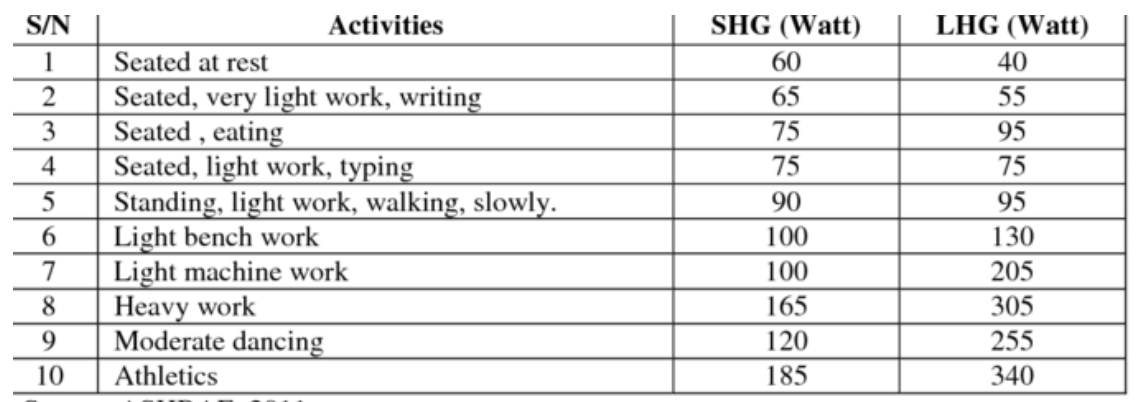 S/N Activities SHG (Watt) LHG (Watt)
1 Seated at rest 60 40
2 Seated, very light work, writing 65 55
3 Seated , eating 75 95
4 Seated, light work, typing 75 75
5 Standing, light work, walking, slowly. 90 95
6 Light bench work 100 130
7 Light machine work 100 205
8 Heavy work 165 305
9 Moderate dancing 120 255
10 Athletics 185 340